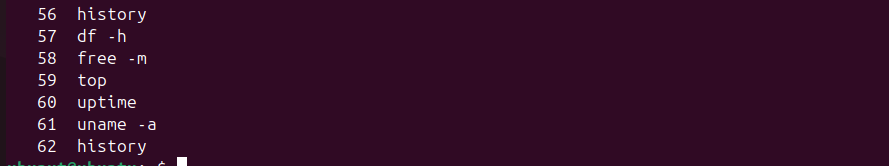 56 history
57 df -h
58 free -m
59 top
60 uptime
61 uname -a
62 history